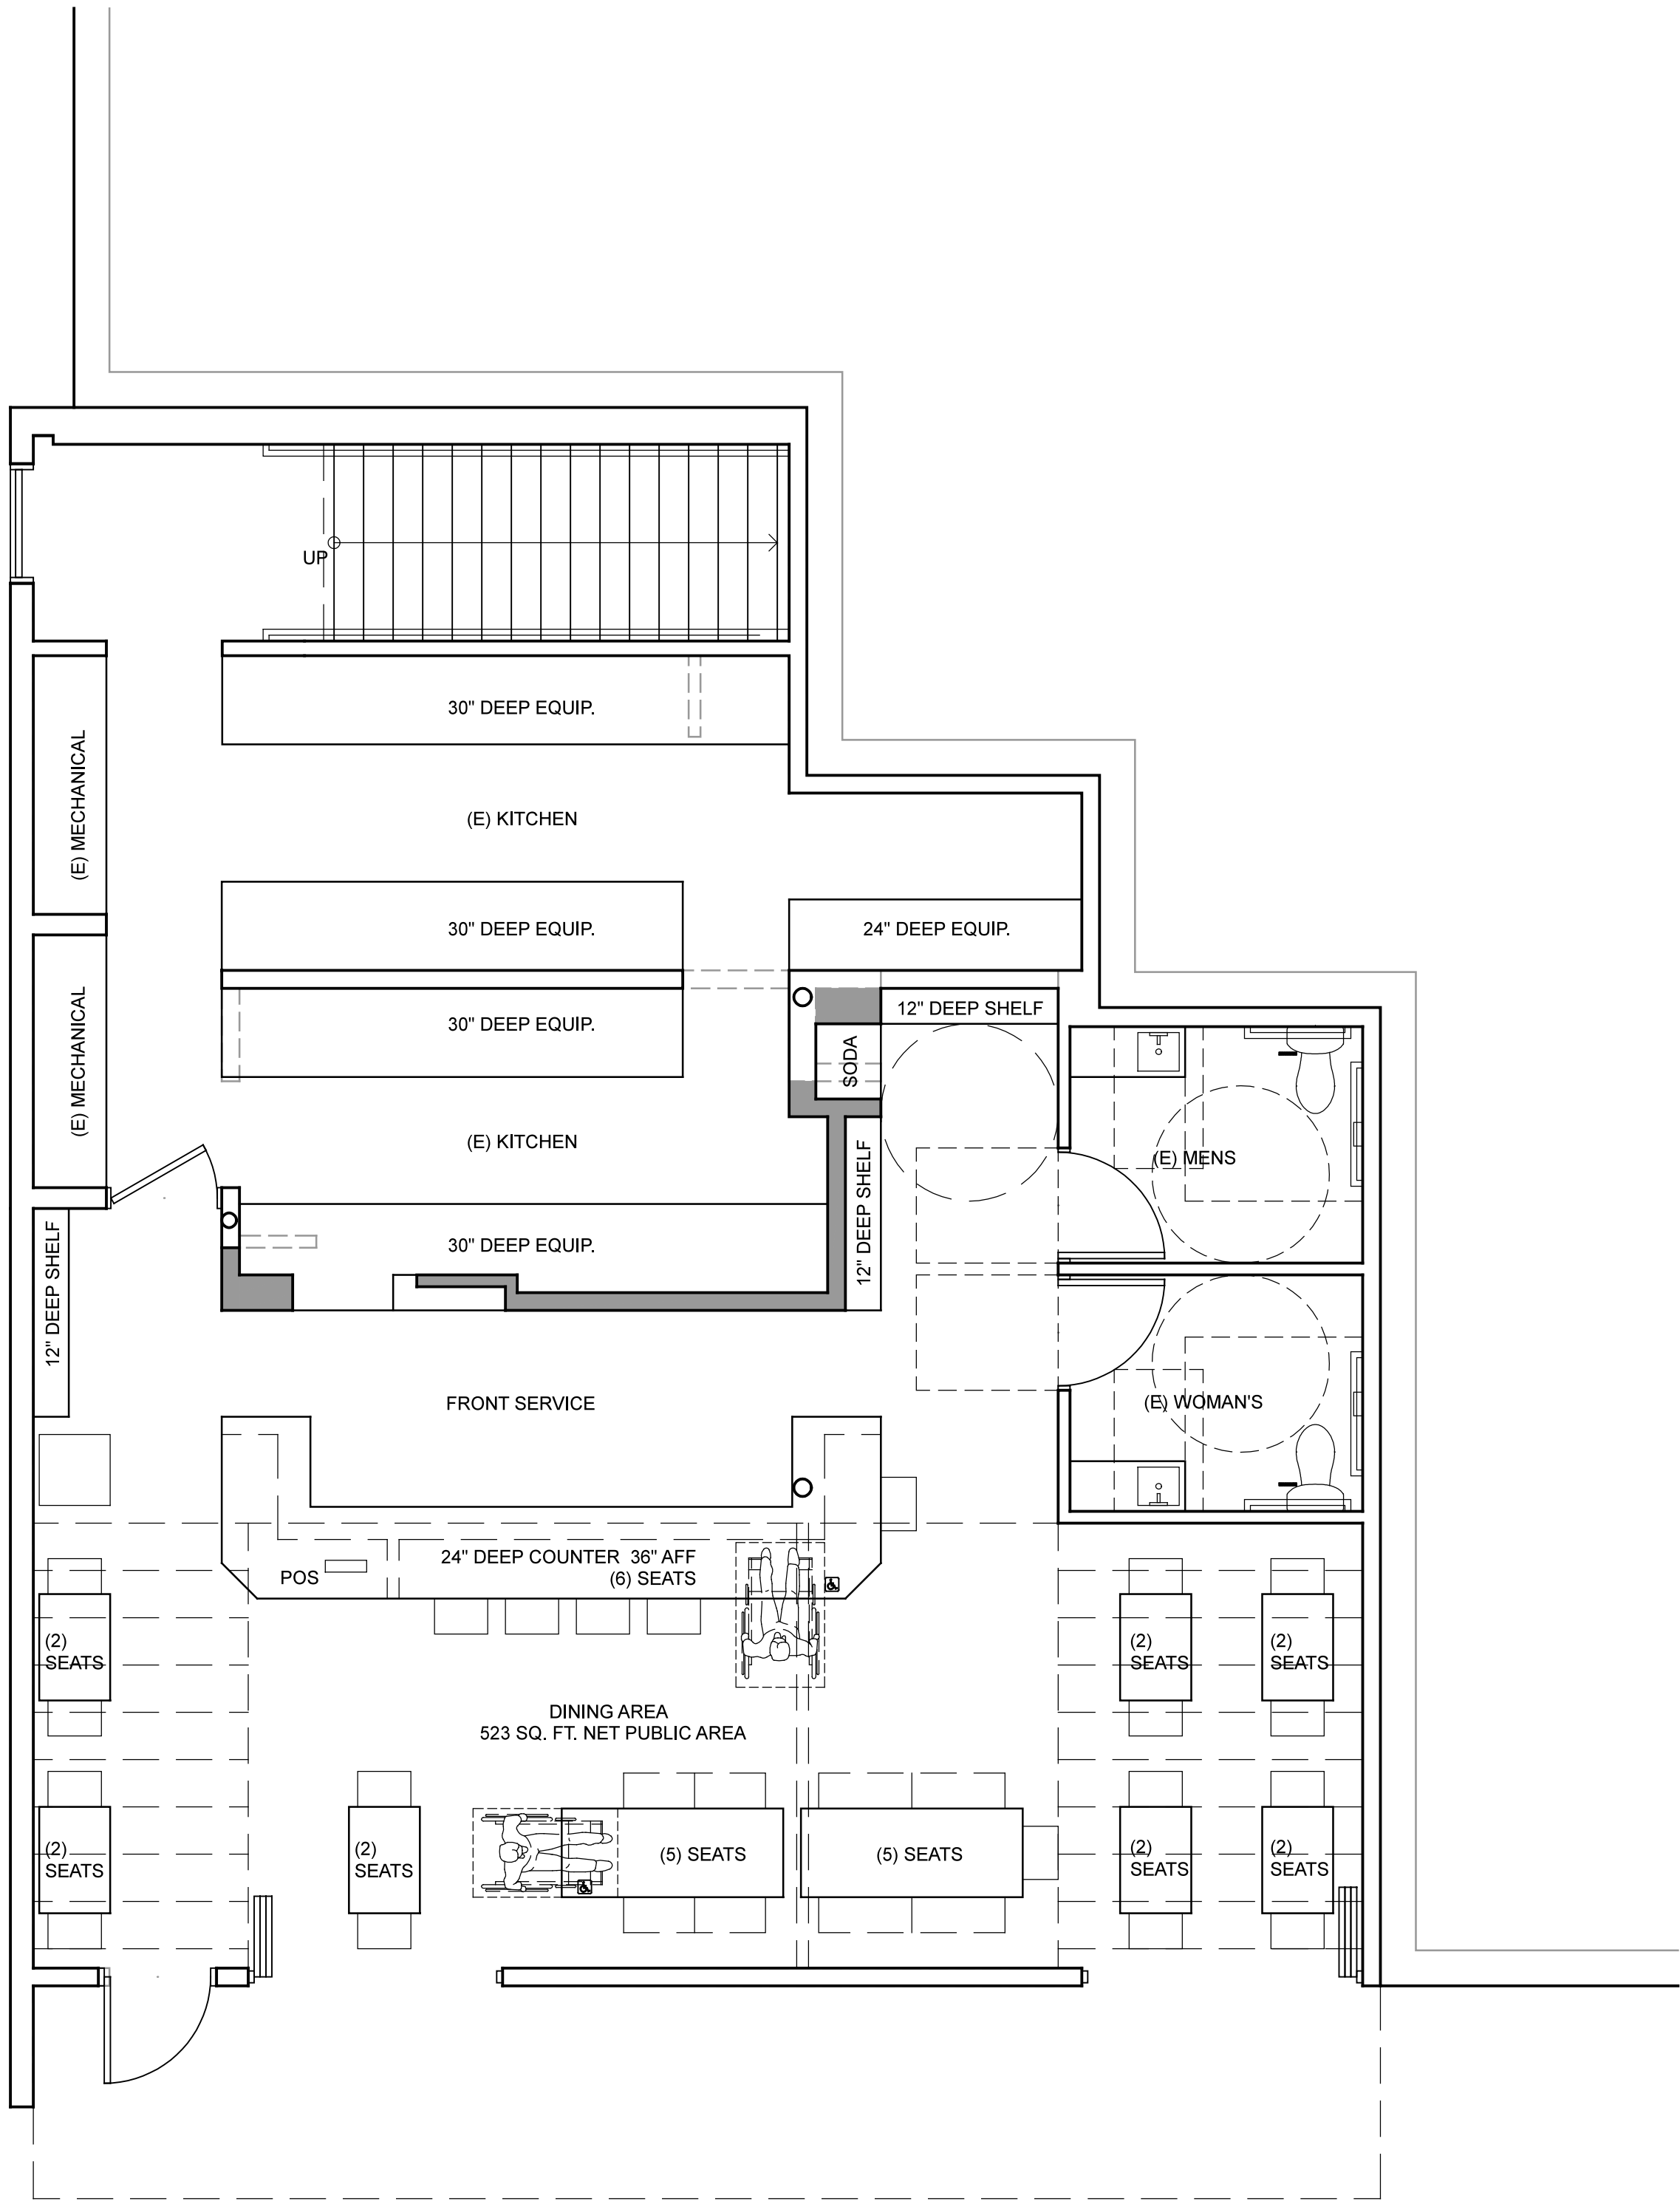 UP
30" DEEP EQUIP.
(E) MECHANICAL
(E) KITCHEN
30" DEEP EQUIP.
24" DEEP EQUIP.
(E) MECHANICAL
30" DEEP EQUIP.
12" DEEP SHELF
SODA
(E) KITCHEN
(E) MENS
12" DEEP SHELF
12" DEEP SHELF
30" DEEP EQUIP.
FRONT SERVICE
(E) WOMAN'S
24" DEEP COUNTER 36" AFF
(6) SEATS
POS
(2)
SEATS
(2)
SEATS
(2)
SEATS
DINING AREA
523 SQ. FT. NET PUBLIC AREA
(2)
SEATS
(2)
SEATS
(5) SEATS
(5) SEATS
(2)
SEATS
(2)
SEATS